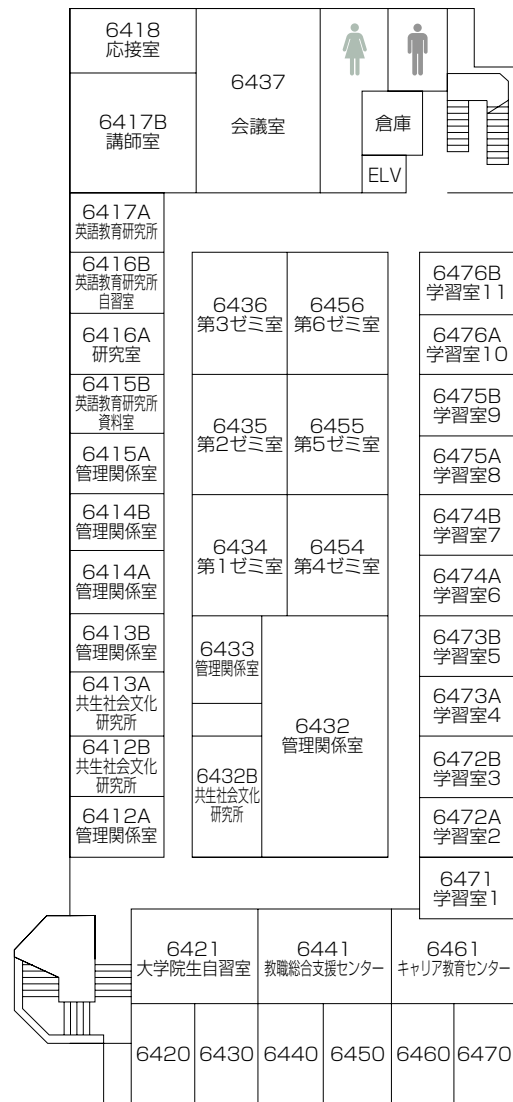 6418
応接室
6437
会議室
6417B
講師室
倉庫
ELV
6417A
英語教育研究所
6416B
英語教育研究所
自習室
6416A
研究室
6415B
英語教育研究所
資料室
6415A
管理関係室
6414B
管理関係室
6414A
管理関係室
6413B
管理関係室
6413A
共生社会文化
研究所
6412B
共生社会文化
研究所
6412A
管理関係室
6436
第3ゼミ室
6456
第6ゼミ室
6435
第2ゼミ室
6455
第5ゼミ室
6434
第1ゼミ室
6454
第4ゼミ室
6433
管理関係室
6432
管理関係室
6432B
共生社会文化
研究所
6476B
学習室11
6476A
学習室10
6475B
学習室9
6475A
学習室8
6474B
学習室7
6474A
学習室6
6473B
学習室5
6473A
学習室4
6472B
学習室3
6472A
学習室2
6471
学習室1
6421
大学院生自習室
6441
教職総合支援センター
6461
キャリア教育センター
6420
6430
6440
6450
6460
6470